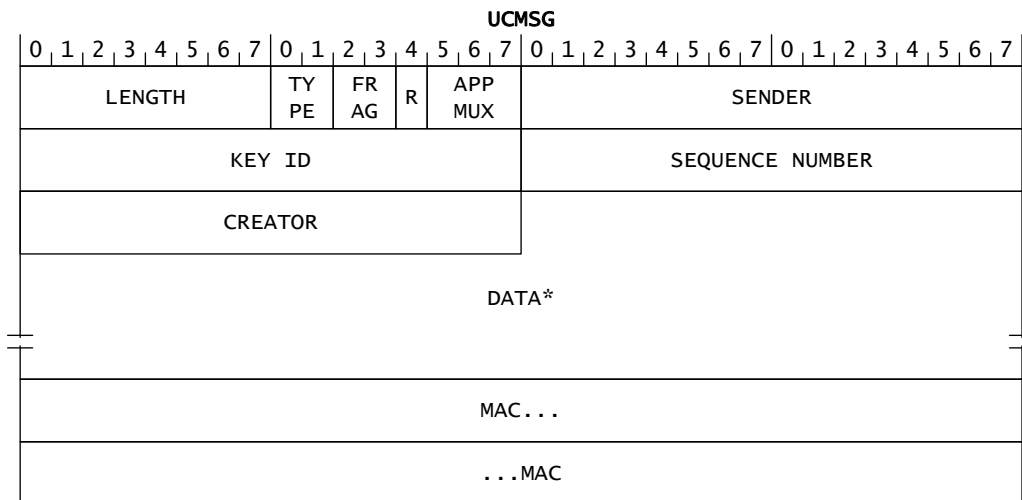 UCMSG
0 1 2 3 4 5 6 7 0 1 2 3 4 5 6 7 0 1 2 3 4 5 6 7 0 1 2 3 4 5 6 7
LENGTH TY PE FR AG R APP MUX SENDER
KEY ID SEQUENCE NUMBER
CREATOR
DATA*
MAC...
...MAC